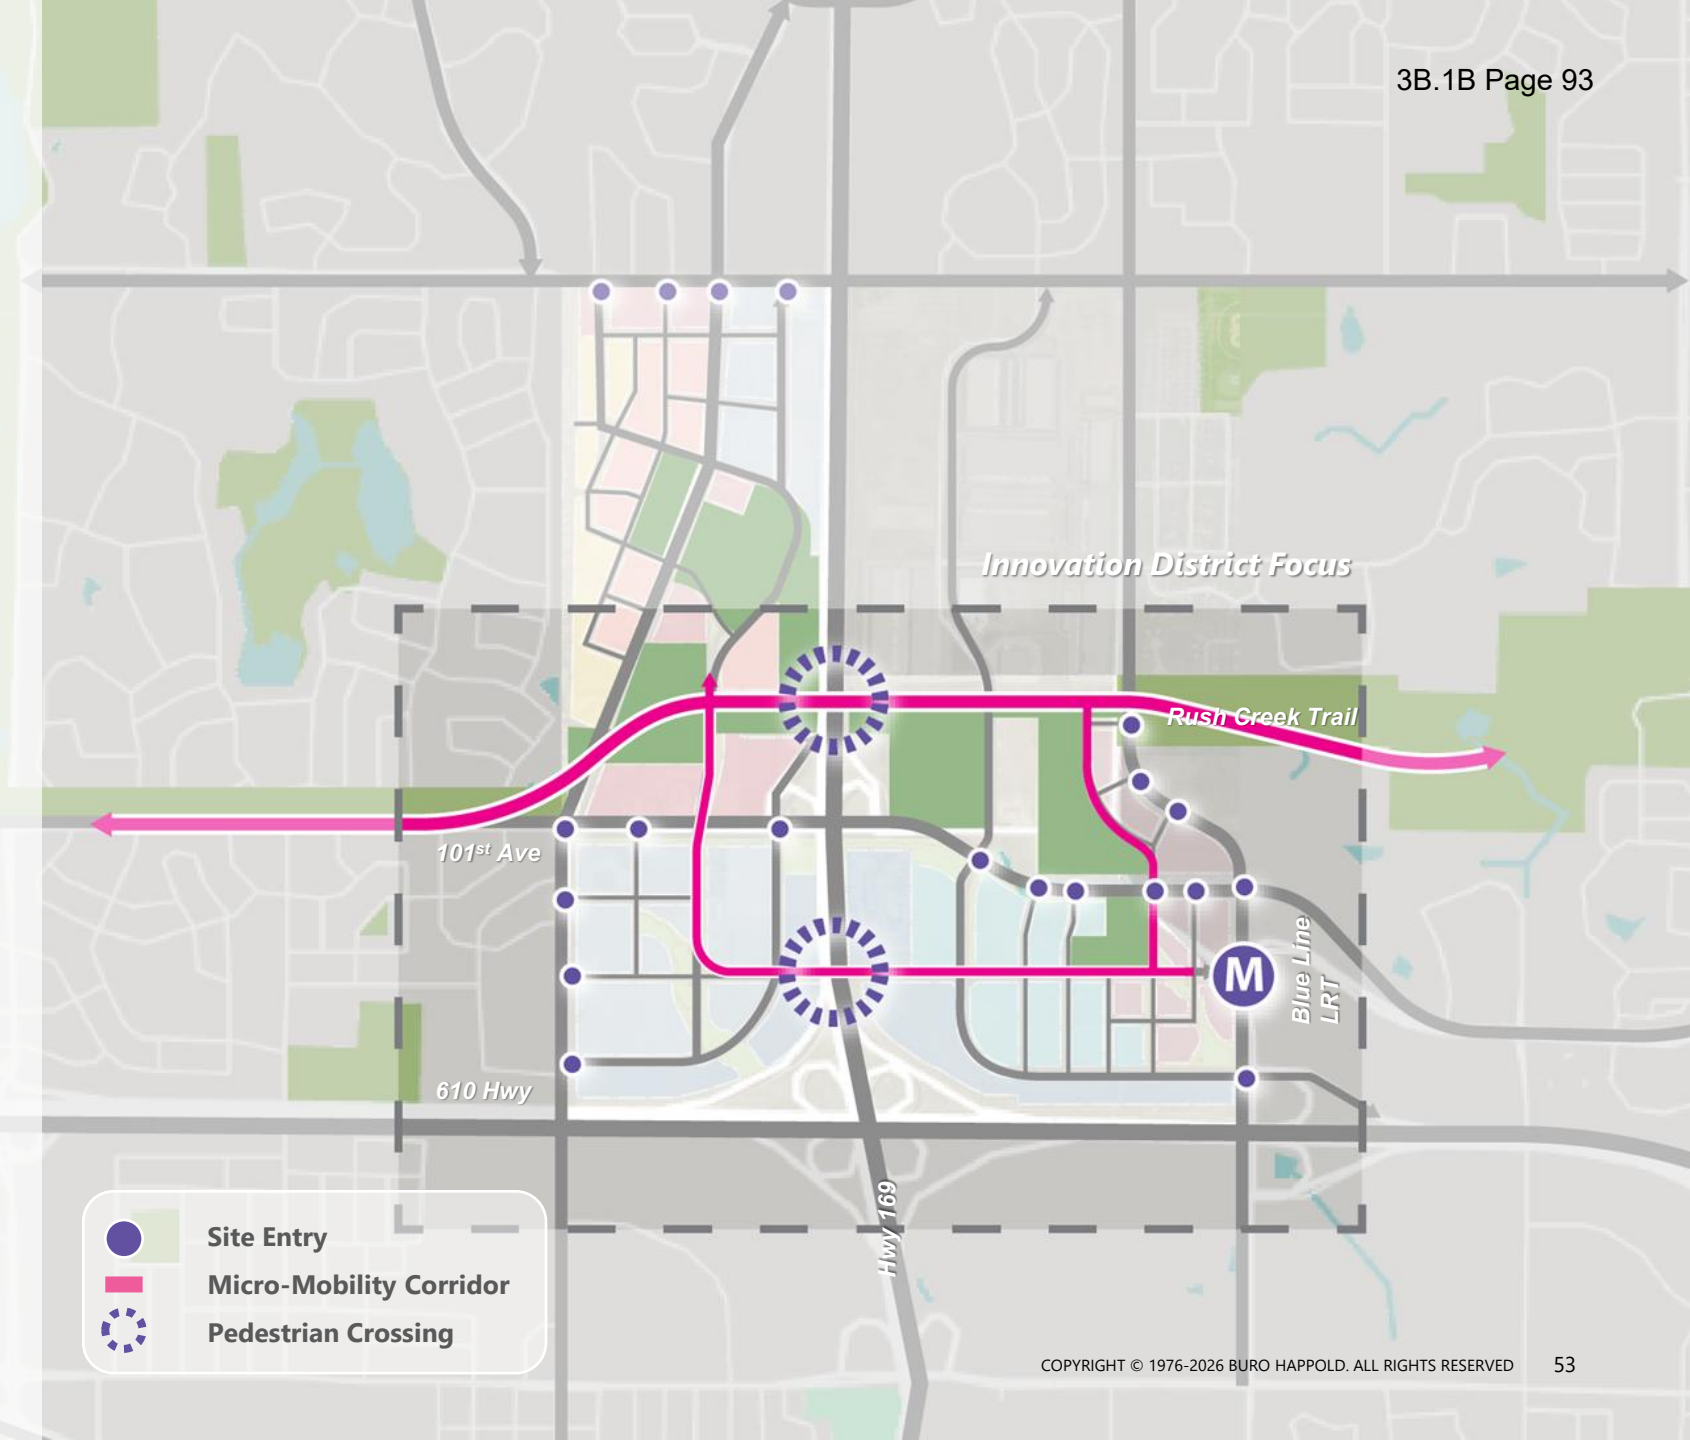 3B.1B Page 93
Innovation District Focus
Rush Creek Trail
101st Ave
M
Blue Line
LRT
610 Hwy
Hwy 169
Site Entry
Micro-Mobility Corridor
Pedestrian Crossing
COPYRIGHT © 1976-2026 BURO HAPPOLD. ALL RIGHTS RESERVED 53